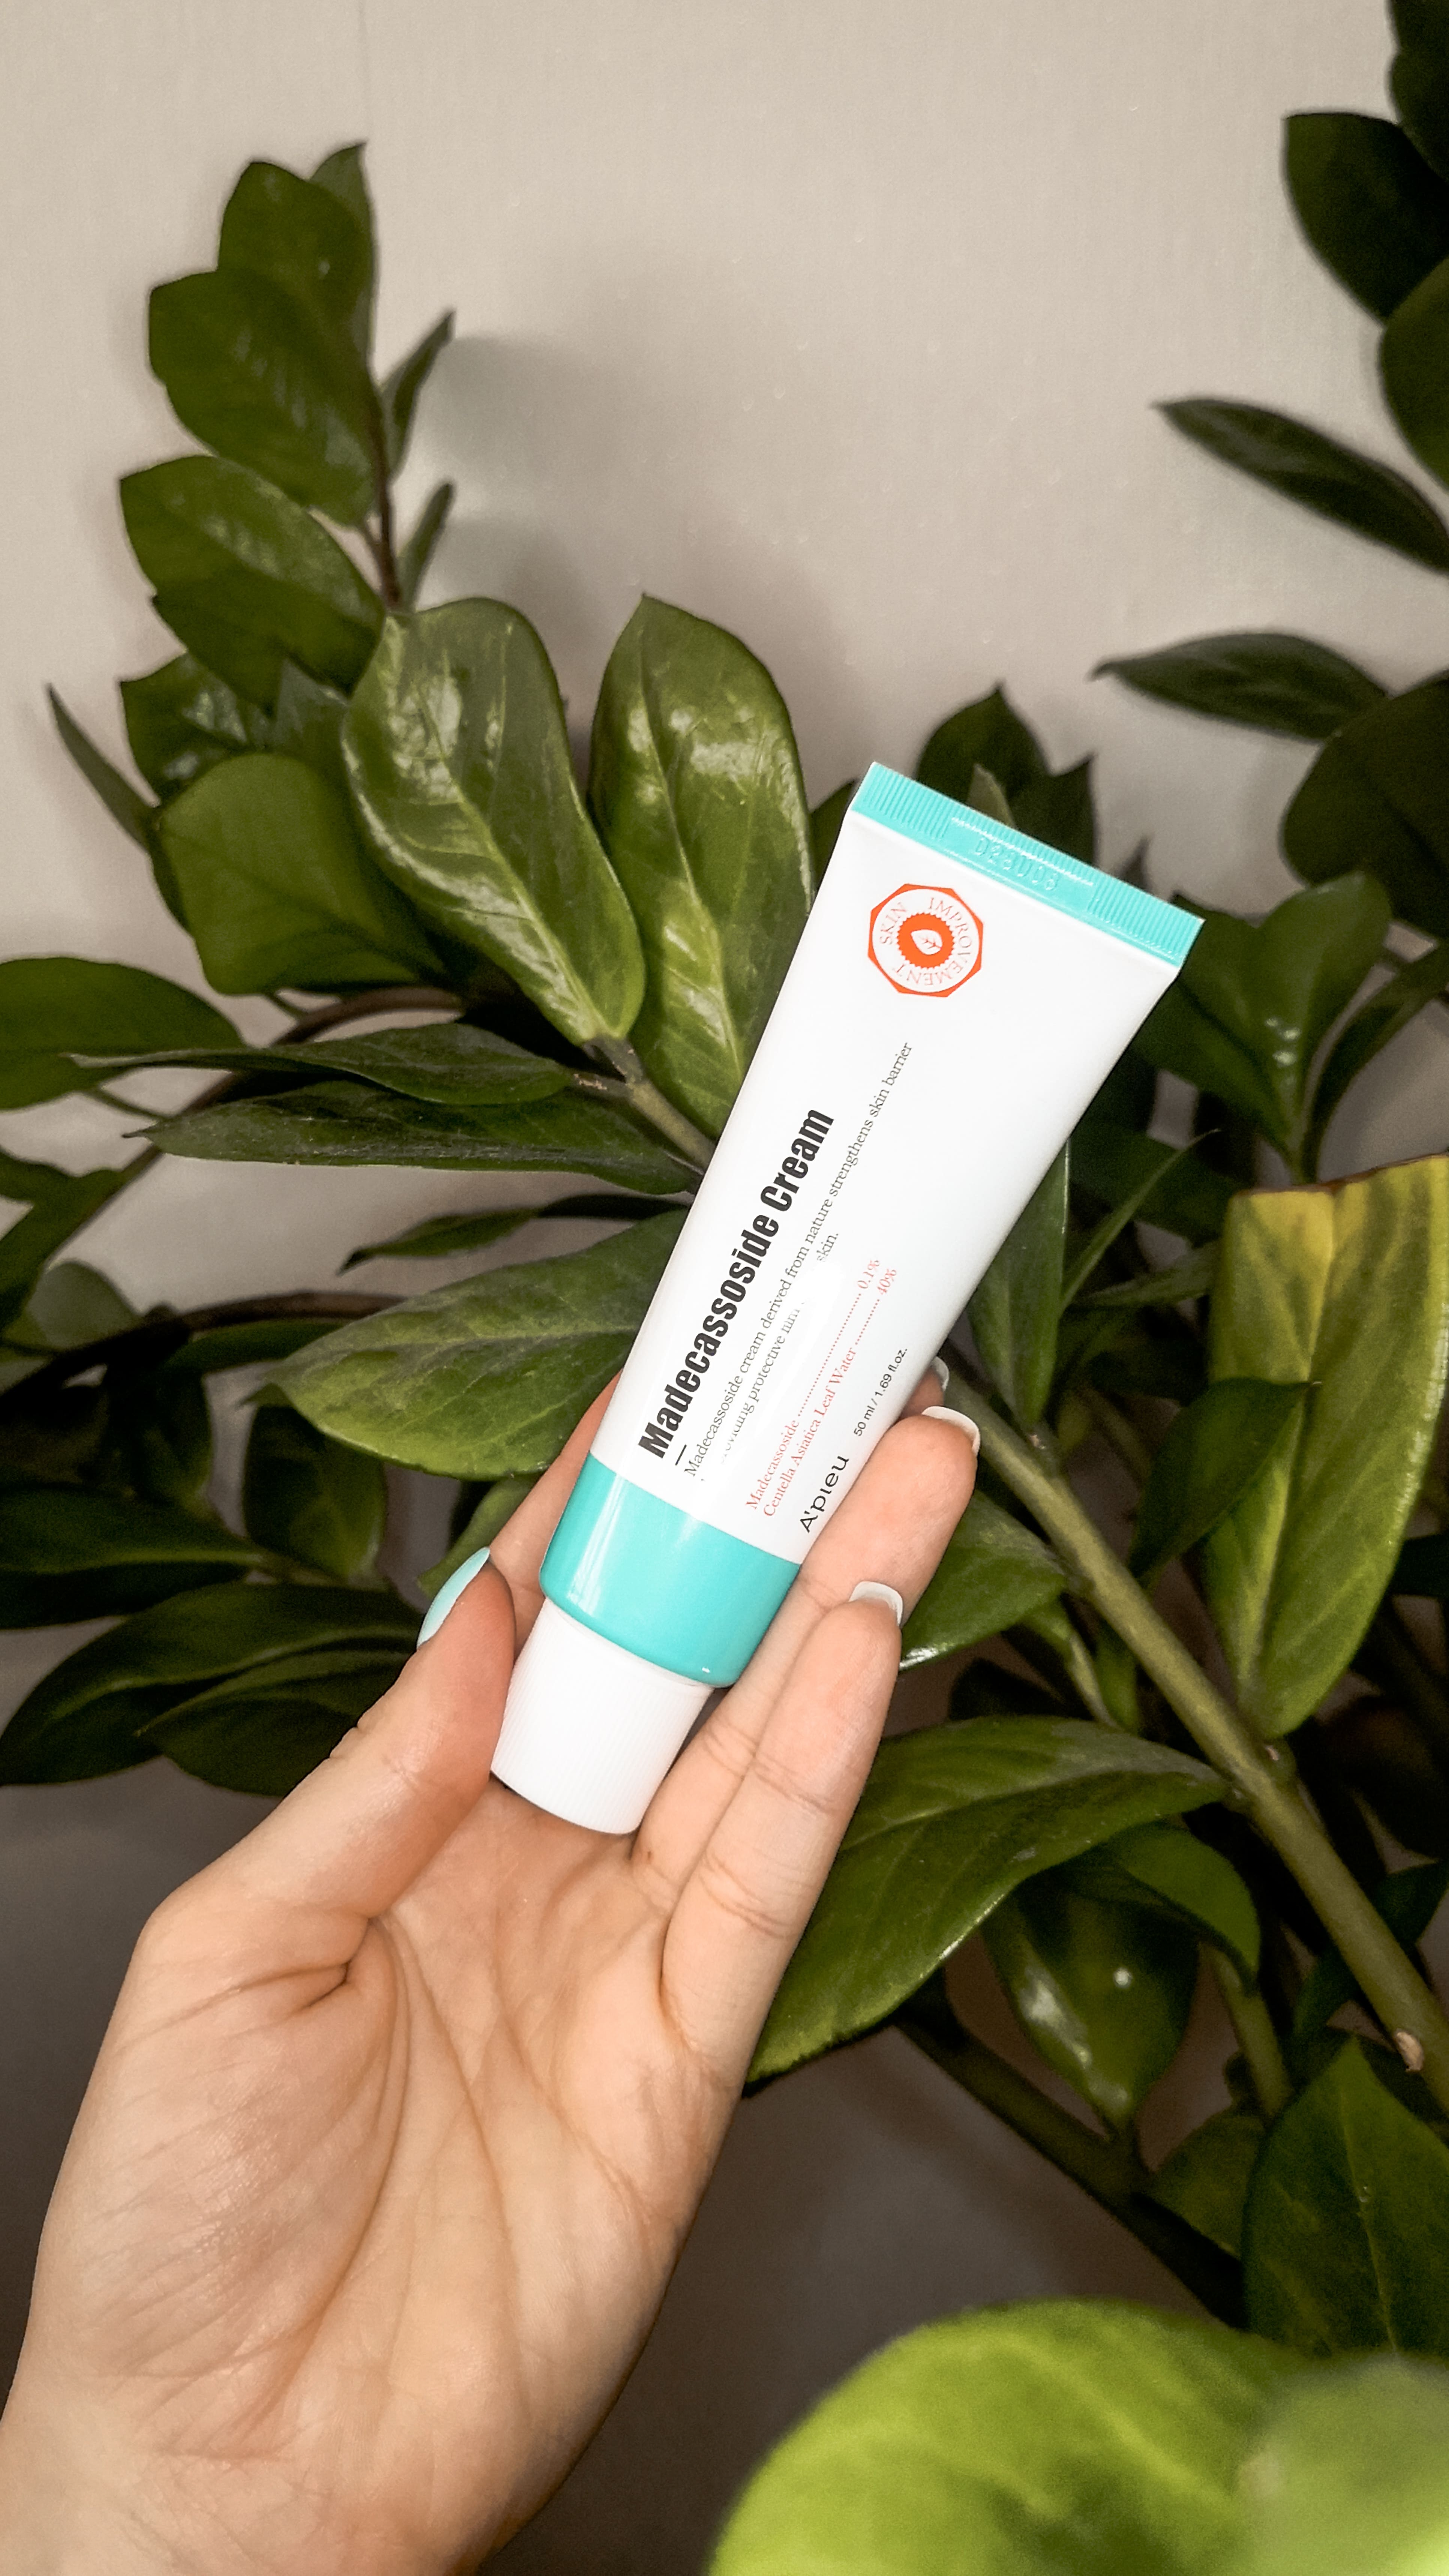 SKIN IMPROVEMENT
Madecassoside Cream
Madecassoside cream derived from nature strengthens skin barrier
protective skin.
Madecassoside ........................ 0.1%
Centella Asiatica Leaf Water ............ 40%
A'pieu
50 ml / 1.69 fl.oz.